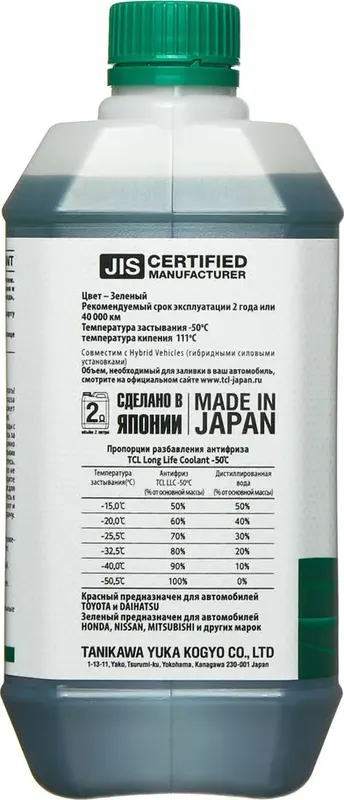 JIS CERTIFIED
MANUFACTURER
Цвет – Зеленый
Рекомендуемый срок эксплуатации 2 года или
40 000 км
Температура застывания -50°C
температура кипения 111°C
Совместим с Hybrid Vehicles (гибридными силовыми
установками)
Объем, необходимый для заливки в ваш автомобиль,
смотрите на официальном сайте www.tcl-japan.ru
2л
объём 2 литра
СДЕЛАНО В
ЯПОНИИ
MADE IN
JAPAN
Пропорции разбавления антифриза
TCL Long Life Coolant -50°C
Температура застывания(°C) Антифриз TCL LLC -50°C (% от основной массы) Дистиллированная вода (% от основной массы)
-15,0°C 50% 50%
-20,0°C 60% 40%
-25,5°C 70% 30%
-32,5°C 80% 20%
-40,0°C 90% 10%
-50,5°C 100% 0%
Красный предназначен для автомобилей
TOYOTA и DAIHATSU
Зеленый предназначен для автомобилей
HONDA, NISSAN, MITSUBISHI и других марок
TANIKAWA YUKA KOGYO CO., LTD
1-13-11, Yako, Tsurumi-ku, Yokohama, Kanagawa 230-001 Japan